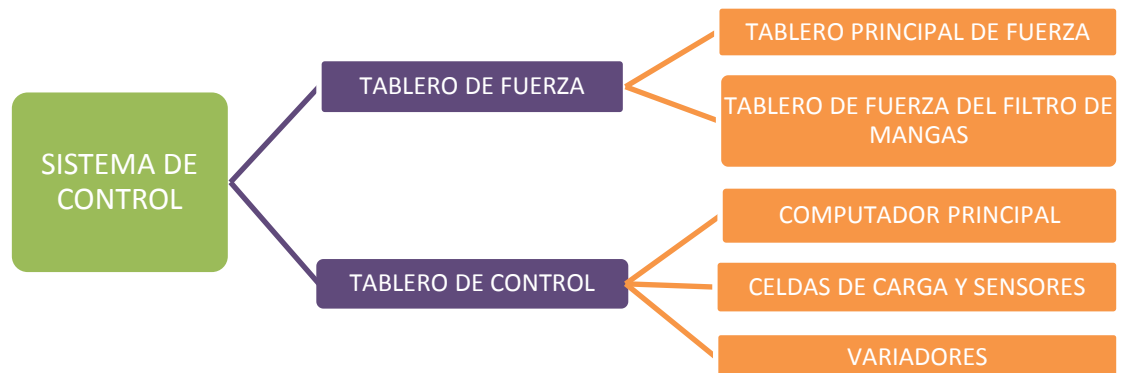 SISTEMA DE
CONTROL
TABLERO DE FUERZA
TABLERO PRINCIPAL DE FUERZA
TABLERO DE FUERZA DEL FILTRO DE
MANGAS
TABLERO DE CONTROL
COMPUTADOR PRINCIPAL
CELDAS DE CARGA Y SENSORES
VARIADORES